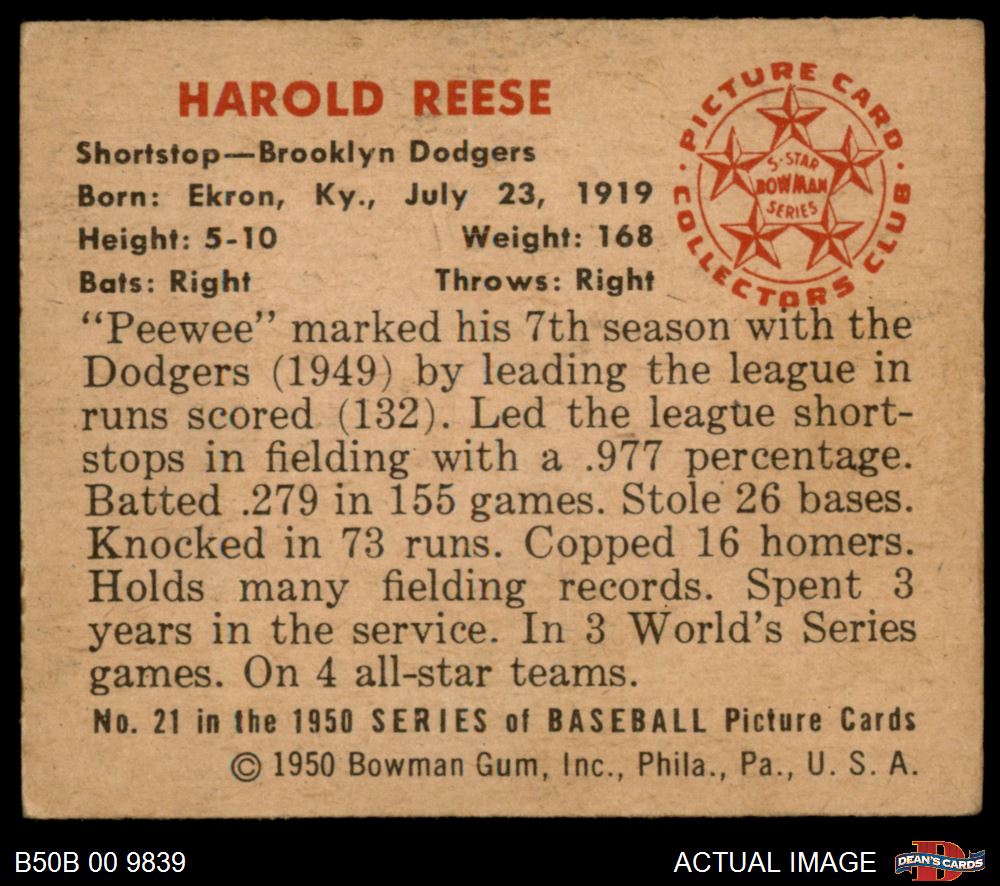 HAROLD REESE
Shortstop—Brooklyn Dodgers
Born: Ekron, Ky., July 23, 1919
Height: 5-10 Weight: 168
Bats: Right Throws: Right
· PICTURE CARD ·
COLLECTORS CLUB
5-STAR
BOWMAN
SERIES
“Peewee” marked his 7th season with the
Dodgers (1949) by leading the league in
runs scored (132). Led the league short-
stops in fielding with a .977 percentage.
Batted .279 in 155 games. Stole 26 bases.
Knocked in 73 runs. Copped 16 homers.
Holds many fielding records. Spent 3
years in the service. In 3 World's Series
games. On 4 all-star teams.
No. 21 in the 1950 SERIES of BASEBALL Picture Cards
© 1950 Bowman Gum, Inc., Phila., Pa., U. S. A.
B50B 00 9839
ACTUAL IMAGE
D
DEAN'S CARDS